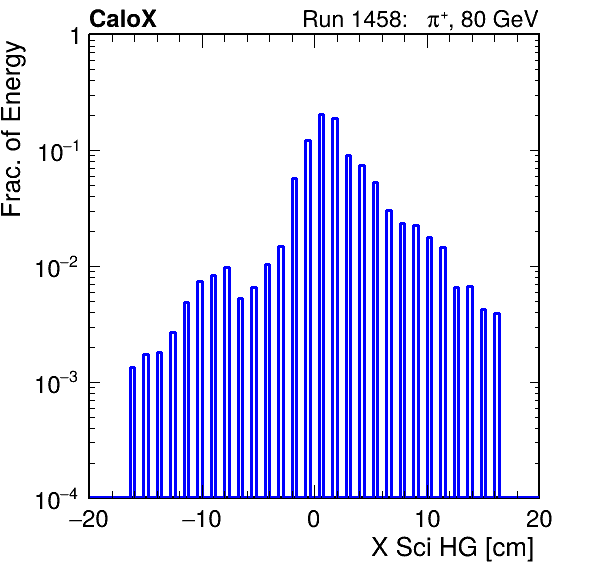 CaloX Run 1458: π⁺, 80 GeV
Frac. of Energy
1
10⁻¹
10⁻²
10⁻³
10⁻⁴
−20 −10 0 10 20
X Sci HG [cm]